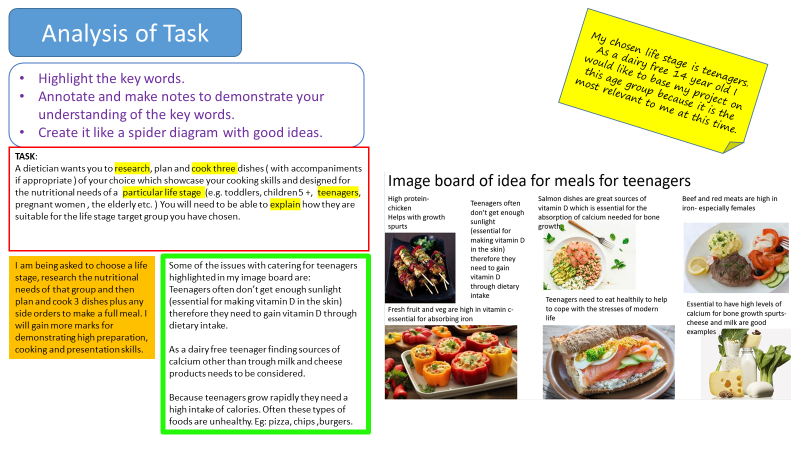 Analysis of Task
• Highlight the key words.
• Annotate and make notes to demonstrate your
understanding of the key words.
• Create it like a spider diagram with good ideas.
My chosen life stage is teenagers.
As a dairy free 14 year old I
would like to base my project on
this age group because it is the
most relevant to me at this time.
TASK:
A dietician wants you to research, plan and cook three dishes ( with accompaniments
if appropriate ) of your choice which showcase your cooking skills and designed for
the nutritional needs of a particular life stage (e.g. toddlers, children 5 +, teenagers,
pregnant women , the elderly etc. ) You will need to be able to explain how they are
suitable for the life stage target group you have chosen.
I am being asked to choose a life
stage, research the nutritional
needs of that group and then
plan and cook 3 dishes plus any
side orders to make a full meal. I
will gain more marks for
demonstrating high preparation,
cooking and presentation skills.
Some of the issues with catering for teenagers
highlighted in my image board are:
Teenagers often don't get enough sunlight
(essential for making vitamin D in the skin)
therefore they need to gain vitamin D through
dietary intake.
As a dairy free teenager finding sources of
calcium other than trough milk and cheese
products needs to be considered.
Because teenagers grow rapidly they need a
high intake of calories. Often these types of
foods are unhealthy. Eg: pizza, chips ,burgers.
Image board of idea for meals for teenagers
High protein-
chicken
Helps with growth
spurts
Teenagers often
don't get enough
sunlight
(essential for
making vitamin D
in the skin)
therefore they
need to gain
vitamin D
through dietary
intake
Salmon dishes are great sources of
vitamin D which is essential for the
absorption of calcium needed for bone
growth
Beef and red meats are high in
iron- especially females
Fresh fruit and veg are high in vitamin c-
essential for absorbing iron
Teenagers need to eat healthily to help
to cope with the stresses of modern
life
Essential to have high levels of
calcium for bone growth spurts-
cheese and milk are good
examples